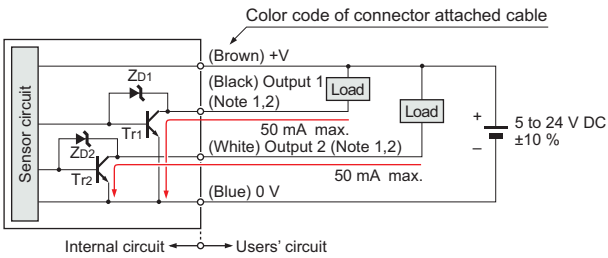 Color code of connector attached cable
(Brown) +V
ZD1
(Black) Output 1
(Note 1,2)
Load
Load
Sensor circuit
Tr1
50 mA max.
+
5 to 24 V DC
±10 %
–
ZD2
(White) Output 2 (Note 1,2)
Tr2
50 mA max.
(Blue) 0 V
Internal circuit
Users' circuit